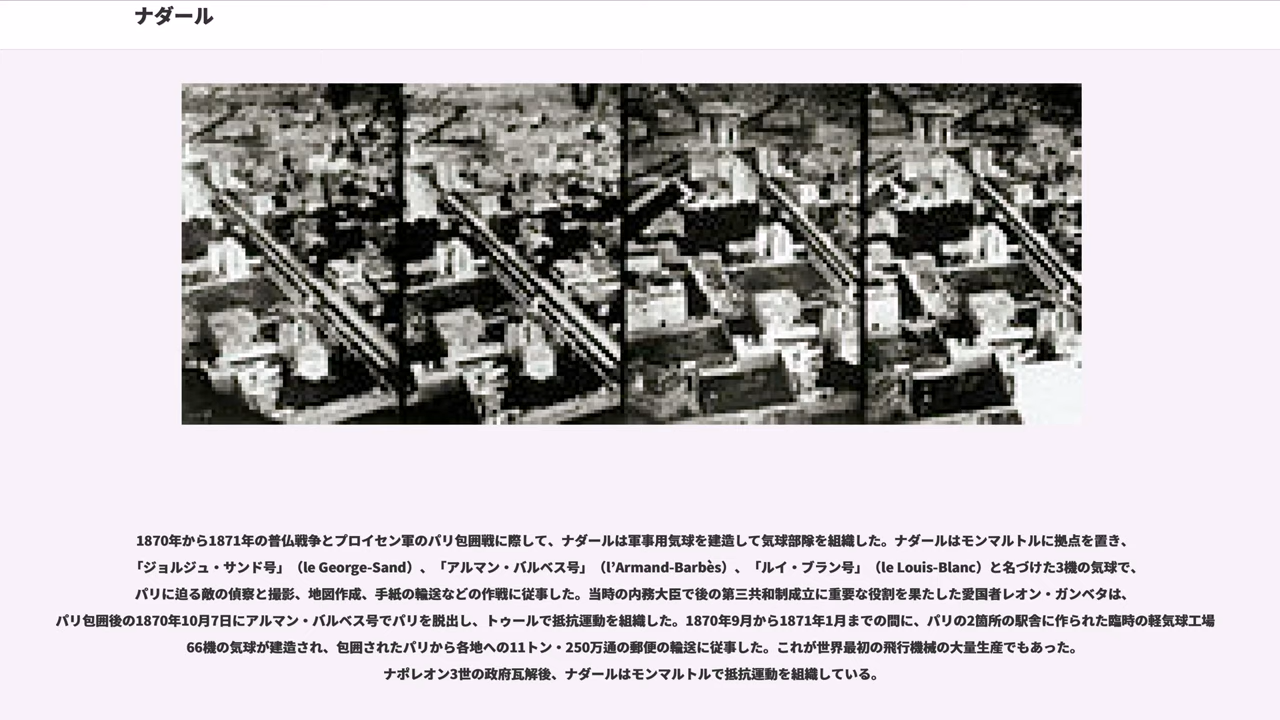 ナダール
1870年から1871年の普仏戦争とプロイセン軍のパリ包囲戦に際して、ナダールは軍事用気球を建造して気球部隊を組織した。ナダールはモンマルトルに拠点を置き、
「ジョルジュ・サンド号」（le George-Sand）、「アルマン・バルベス号」（l’Armand-Barbès）、「ルイ・ブラン号」（le Louis-Blanc）と名づけた3機の気球で、
パリに迫る敵の偵察と撮影、地図作成、手紙の輸送などの作戦に従事した。当時の内務大臣で後の第三共和制成立に重要な役割を果たした愛国者レオン・ガンベタは、
パリ包囲後の1870年10月7日にアルマン・バルベス号でパリを脱出し、トゥールで抵抗運動を組織した。1870年9月から1871年1月までの間に、パリの2箇所の駅舎に作られた臨時の軽気球工場
66機の気球が建造され、包囲されたパリから各地への11トン・250万通の郵便の輸送に従事した。これが世界最初の飛行機械の大量生産でもあった。
ナポレオン3世の政府瓦解後、ナダールはモンマルトルで抵抗運動を組織している。